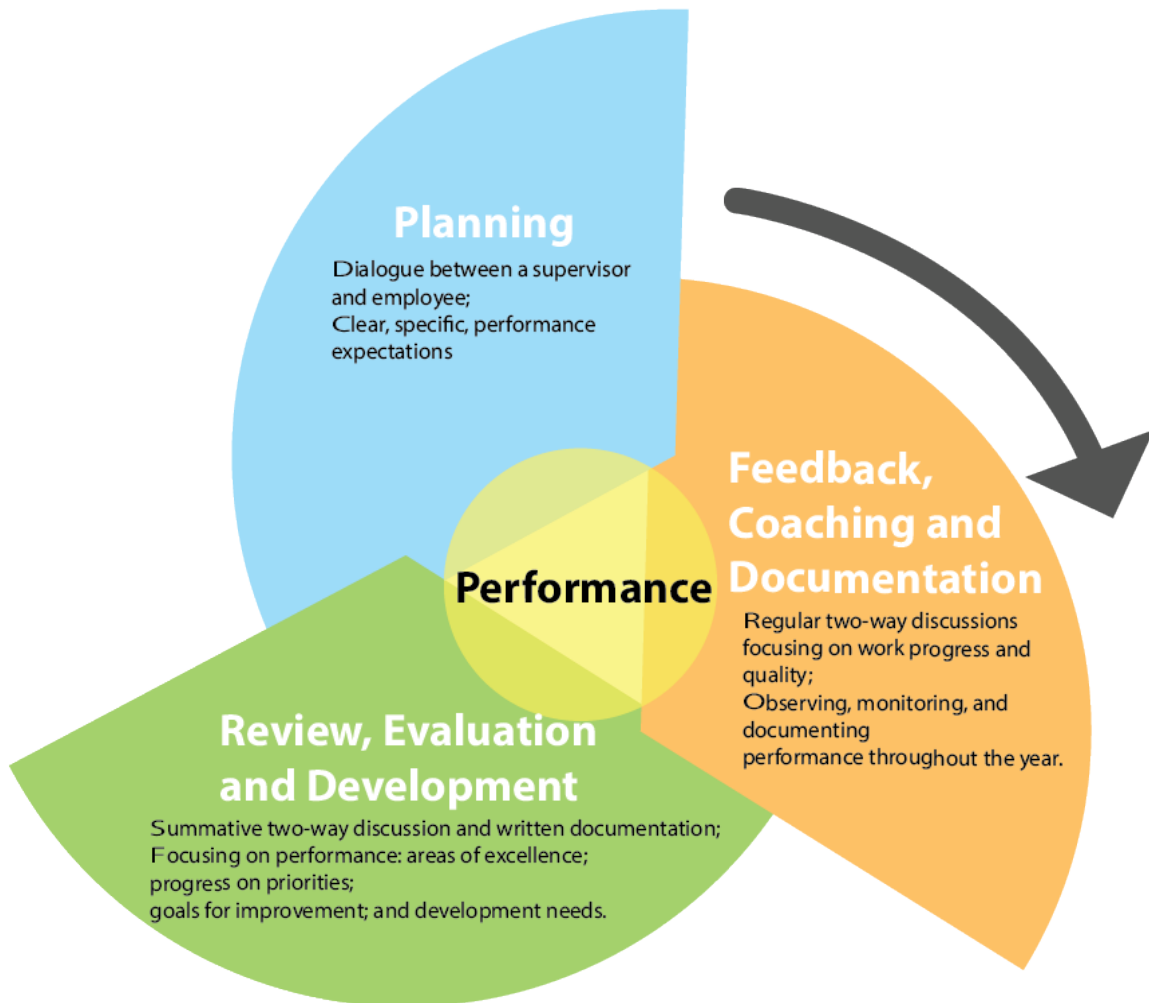 Planning
Dialogue between a supervisor
and employee;
Clear, specific, performance
expectations
Feedback,
Coaching and
Documentation
Regular two-way discussions
focusing on work progress and
quality;
Observing, monitoring, and
documenting
performance throughout the year.
Performance
Review, Evaluation
and Development
Summative two-way discussion and written documentation;
Focusing on performance: areas of excellence;
progress on priorities;
goals for improvement; and development needs.